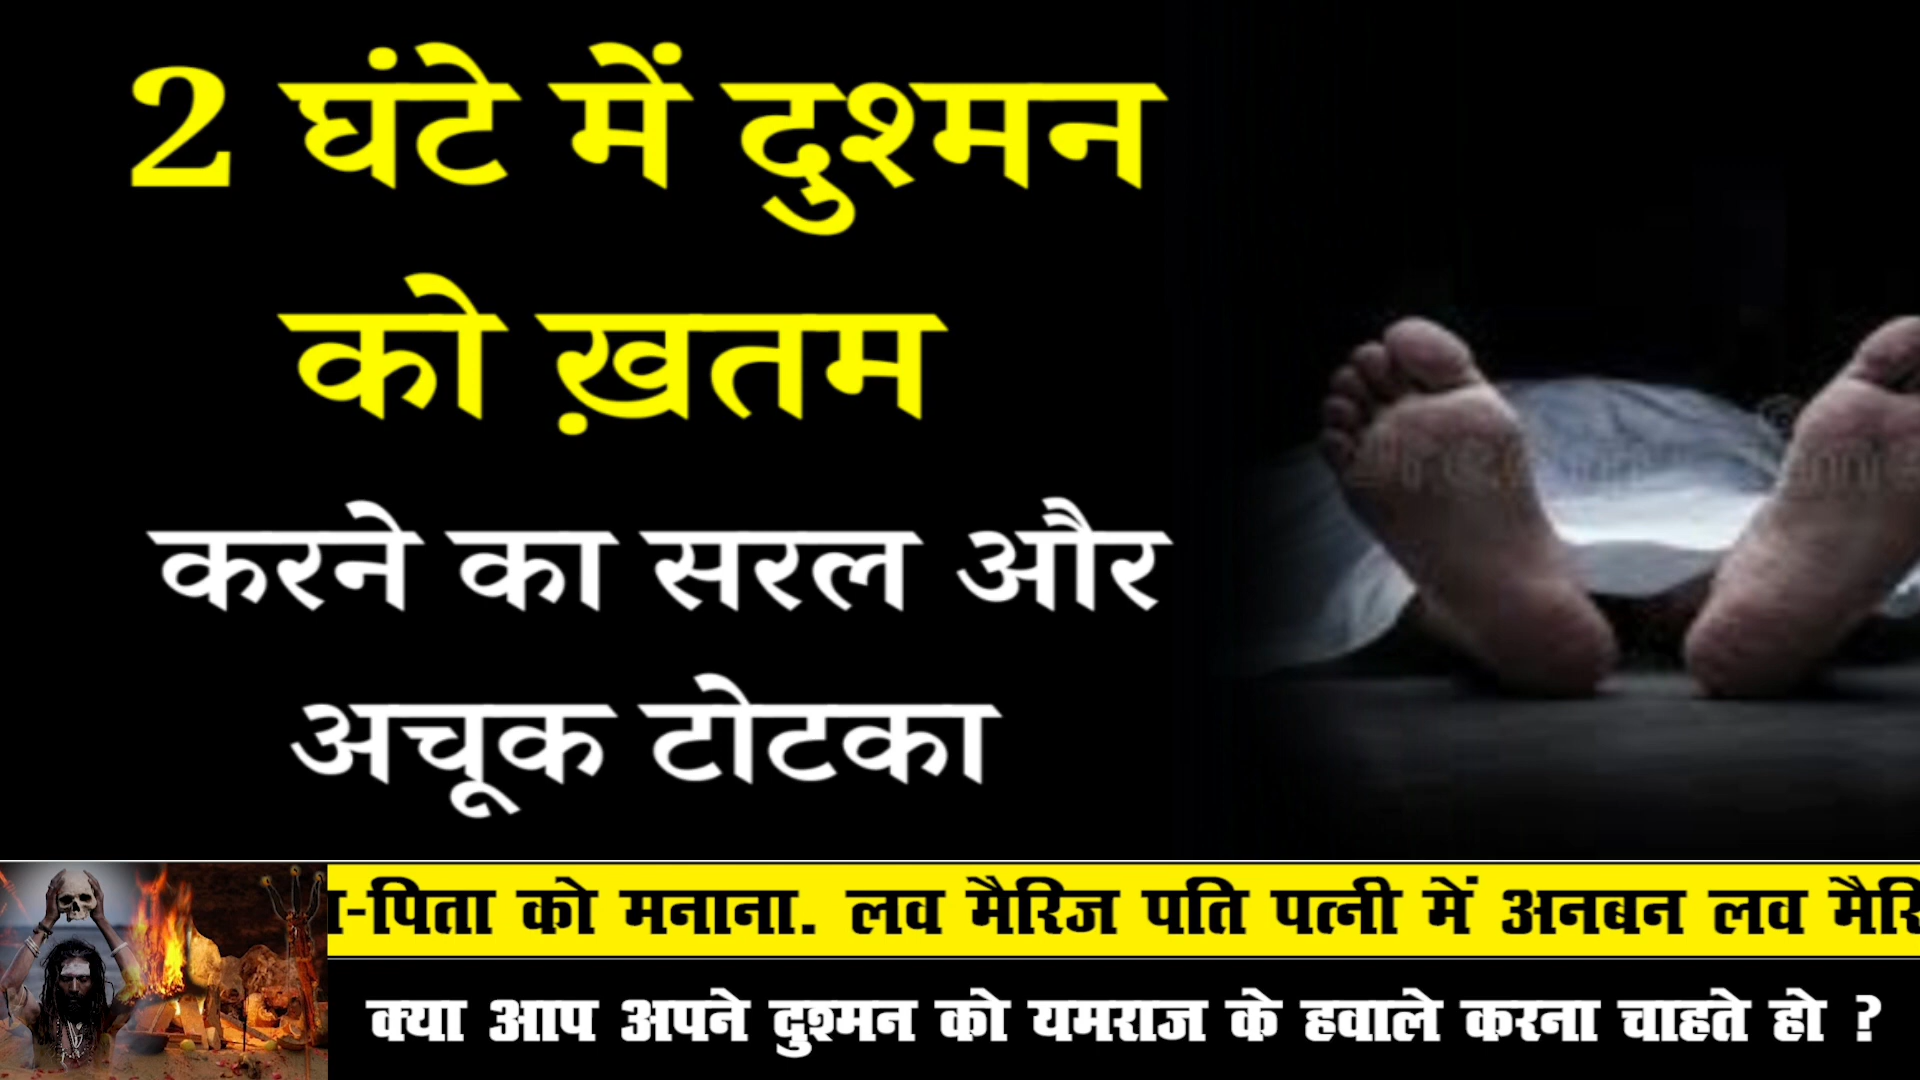 2 घंटे में दुश्मन
को ख़तम
करने का सरल और
अचूक टोटका
-पिता को मनाना. लव मैरिज पति पत्नी में अनबन लव
क्या आप अपने दुश्मन को यमराज के हवाले करना चाहते हो ?